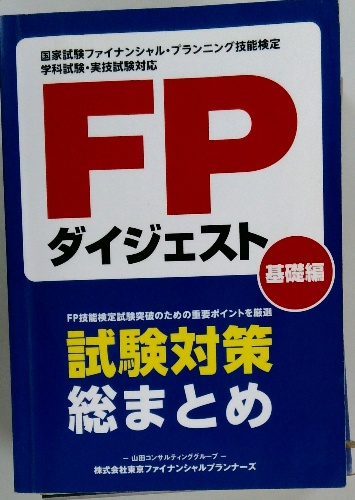 国家試験ファイナンシャル・プランニング技能検定
学科試験・実技試験対応
FP
ダイジェスト
基礎編
FP技能検定試験突破のための重要ポイントを厳選
試験対策
総まとめ
－山田コンサルティンググループ－
株式会社東京ファイナンシャルプランナーズ